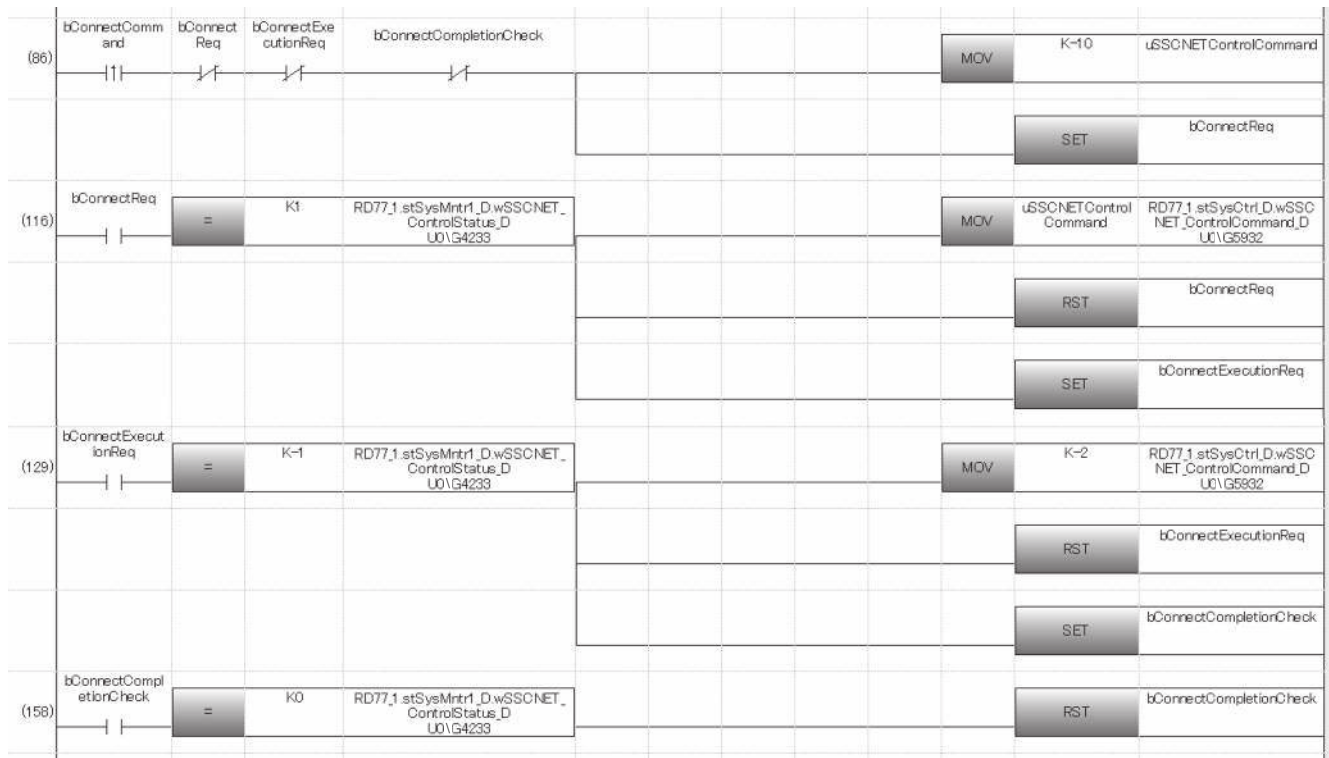 bConnectComm
and
bConnect
Req
bConnectExe
cutionReq
bConnectCompletionCheck
(86)
MOV
K-10
uSSCNETControlCommand
SET
bConnectReq
bConnectReq
(116)
=
K1
RD77_1.stSysMntr1_D.wSSCNET_
ControlStatus_D
U0\G4233
MOV
uSSCNETControl
Command
RD77_1.stSysCtrl_D.wSSC
NET_ControlCommand_D
U0\G5932
RST
bConnectReq
SET
bConnectExecutionReq
bConnectExecut
ionReq
(129)
=
K-1
RD77_1.stSysMntr1_D.wSSCNET_
ControlStatus_D
U0\G4233
MOV
K-2
RD77_1.stSysCtrl_D.wSSC
NET_ControlCommand_D
U0\G5932
RST
bConnectExecutionReq
SET
bConnectCompletionCheck
bConnectCompl
etionCheck
(158)
=
K0
RD77_1.stSysMntr1_D.wSSCNET_
ControlStatus_D
U0\G4233
RST
bConnectCompletionCheck